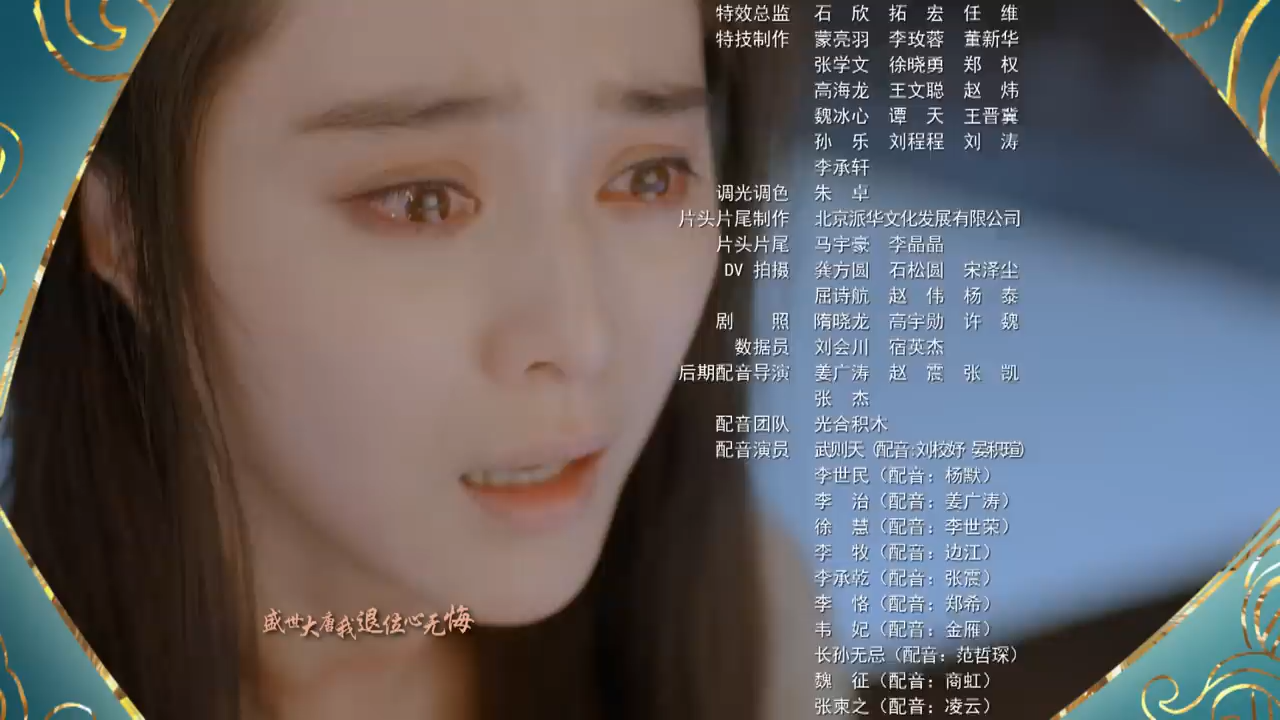 特效总监 石欣 拓宏 任维
特技制作 蒙亮羽 李玫蓉 董新华
张学文 徐晓勇 郑权
高海龙 王文聪 赵炜
魏冰心 谭天 王晋冀
孙乐 刘程程 刘涛
李承轩
调光调色 朱卓
片头片尾制作 北京派华文化发展有限公司
片头片尾 马宇豪 李晶晶
DV 拍摄 龚方圆 石松圆 宋泽尘
屈诗航 赵伟 杨泰
剧照 隋晓龙 高宇勋 许魏
数据员 刘会川 宿英杰
后期配音导演 姜广涛 赵震 张凯
张杰
配音团队 光合积木
配音演员 武则天（配音：刘校妤 晏积瑄）
李世民（配音：杨默）
李治（配音：姜广涛）
徐慧（配音：李世荣）
李牧（配音：边江）
李承乾（配音：张震）
李恪（配音：郑希）
韦妃（配音：金雁）
长孙无忌（配音：范哲琛）
魏征（配音：商虹）
张柬之（配音：凌云）
盛世大唐我退位心无悔